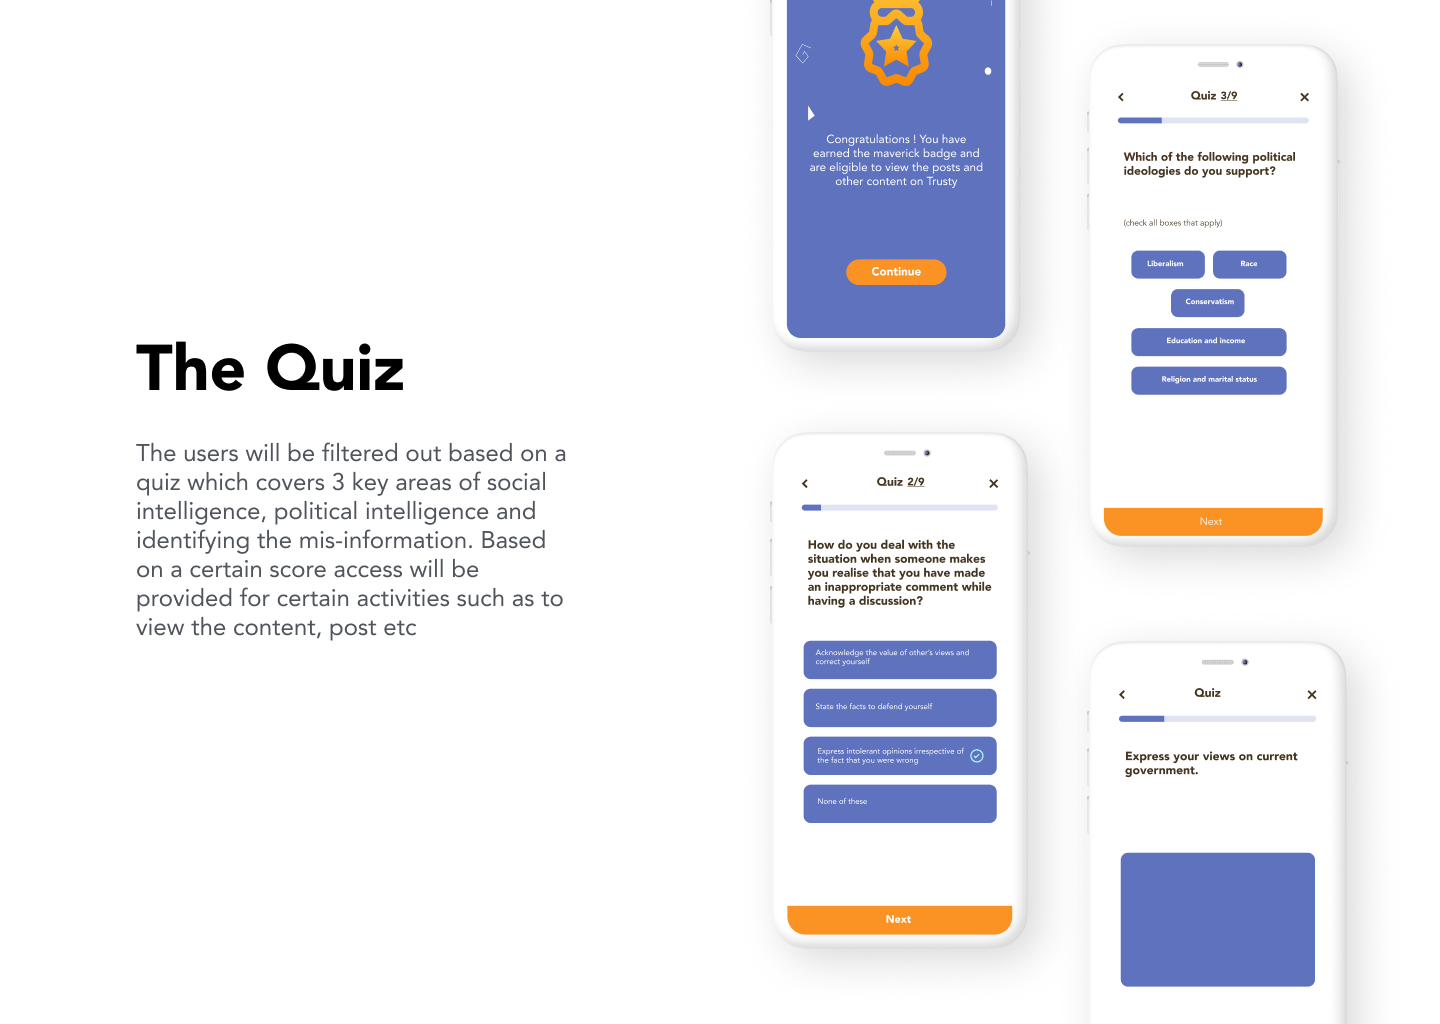 The Quiz
The users will be filtered out based on a
quiz which covers 3 key areas of social
intelligence, political intelligence and
identifying the mis-information. Based
on a certain score access will be
provided for certain activities such as to
view the content, post etc
Congratulations ! You have
earned the maverick badge and
are eligible to view the posts and
other content on Trusty
Continue
Quiz 3/9
Which of the following political
ideologies do you support?
(check all boxes that apply)
Liberalism
Race
Conservatism
Education and income
Religion and marital status
Next
Quiz 2/9
How do you deal with the
situation when someone makes
you realise that you have made
an inappropriate comment while
having a discussion?
Acknowledge the value of other's views and
correct yourself
State the facts to defend yourself
Express intolerant opinions irrespective of
the fact that you were wrong
None of these
Next
Quiz
Express your views on current
government.